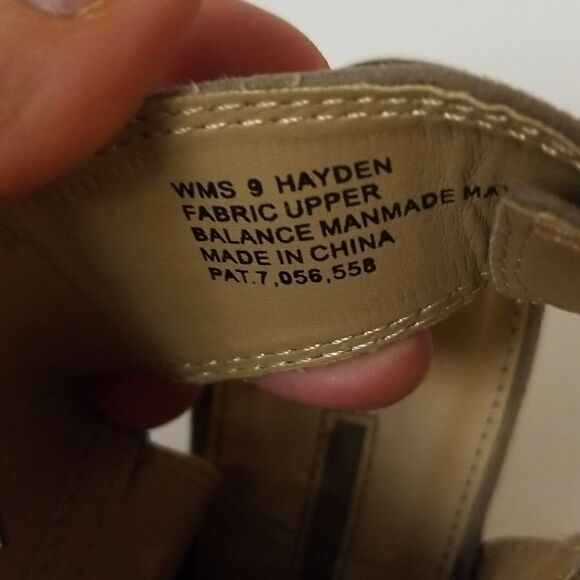 WMS 9 HAYDEN
FABRIC UPPER
BALANCE MANMADE
MADE IN CHINA
PAT.7,056,558